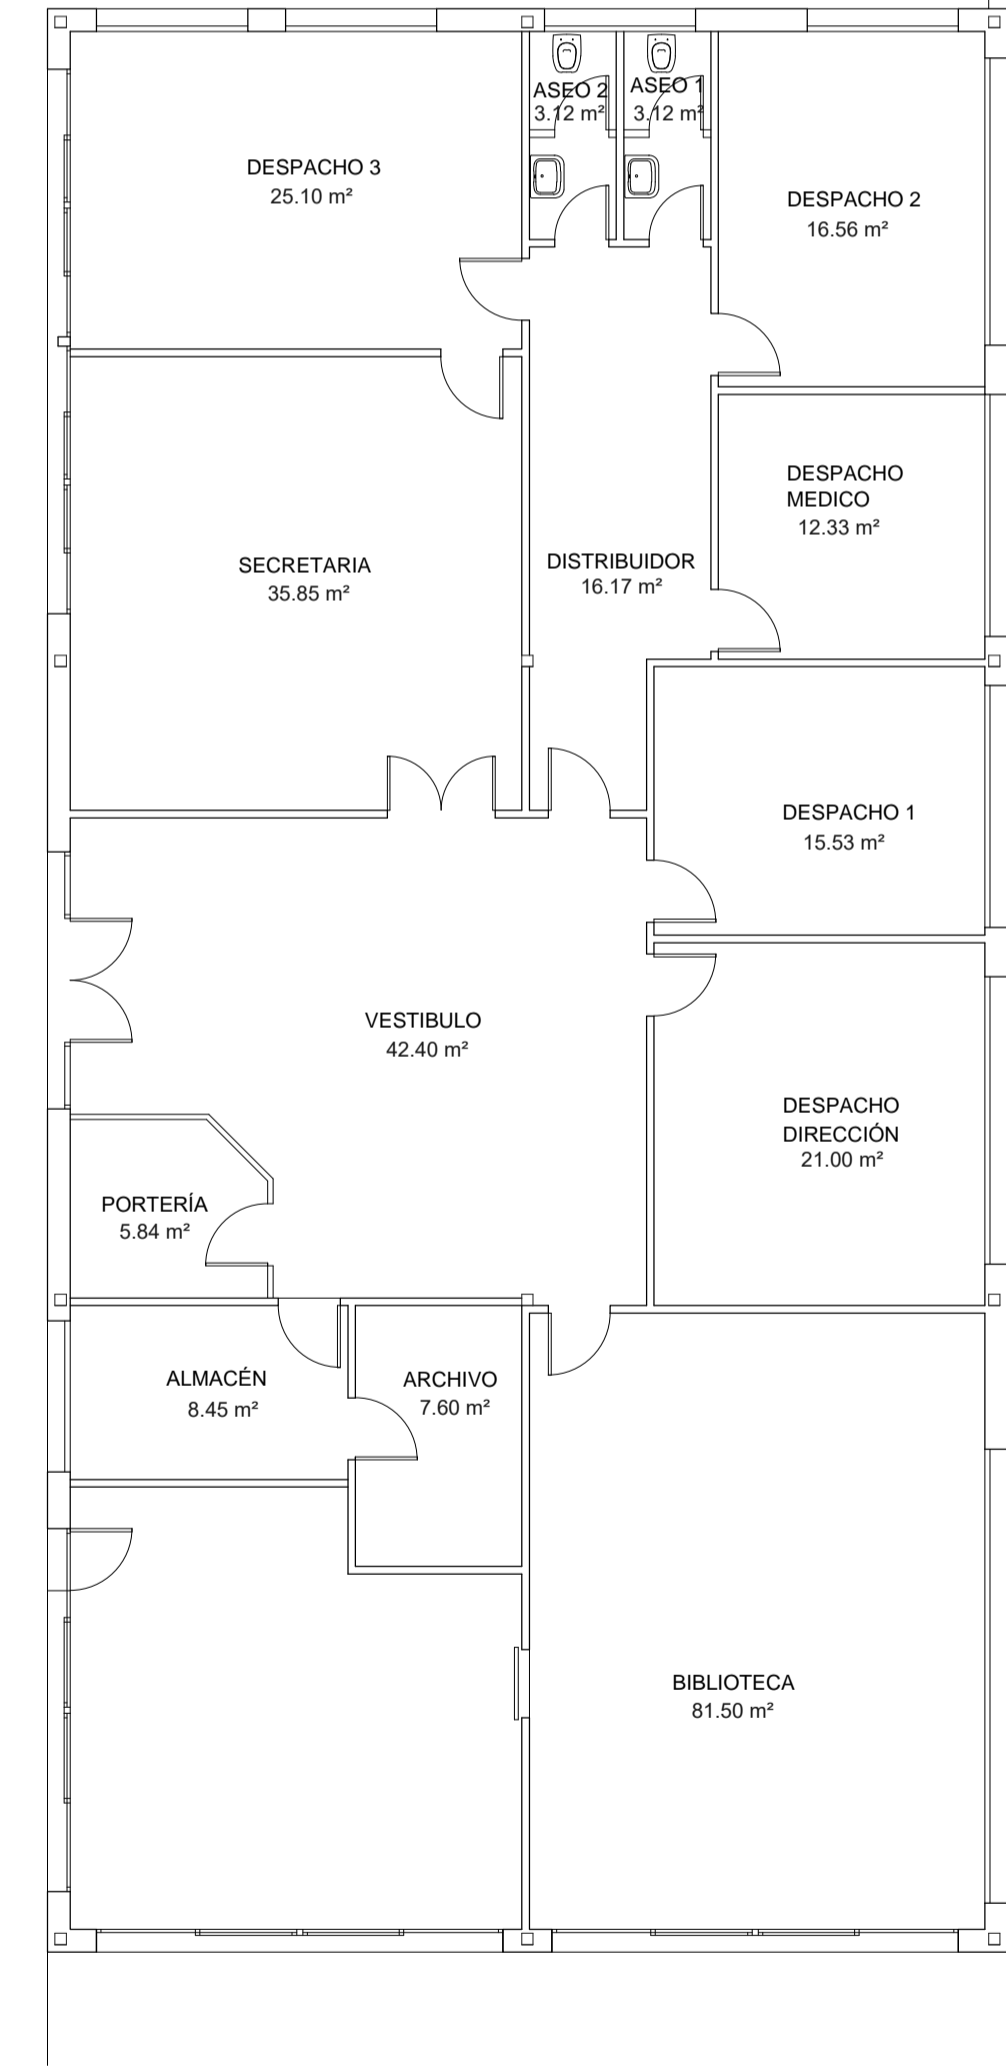 ASEO 2
3.12 m²
ASEO 1
3.12 m²
DESPACHO 3
25.10 m²
DESPACHO 2
16.56 m²
DESPACHO
MEDICO
12.33 m²
SECRETARIA
35.85 m²
DISTRIBUIDOR
16.17 m²
DESPACHO 1
15.53 m²
VESTIBULO
42.40 m²
DESPACHO
DIRECCIÓN
21.00 m²
PORTERÍA
5.84 m²
ALMACÉN
8.45 m²
ARCHIVO
7.60 m²
BIBLIOTECA
81.50 m²